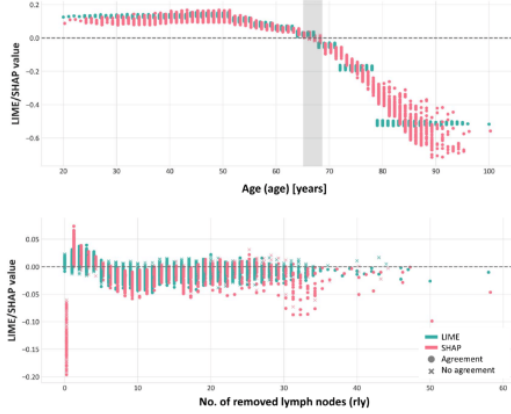 0.2
0.0
−0.2
−0.4
−0.6
LIME/SHAP value
20 30 40 50 60 70 80 90 100
Age (age) [years]
0.05
0.00
−0.05
−0.10
−0.15
−0.20
LIME/SHAP value
LIME
SHAP
Agreement
No agreement
0 10 20 30 40 50 60
No. of removed lymph nodes (rly)